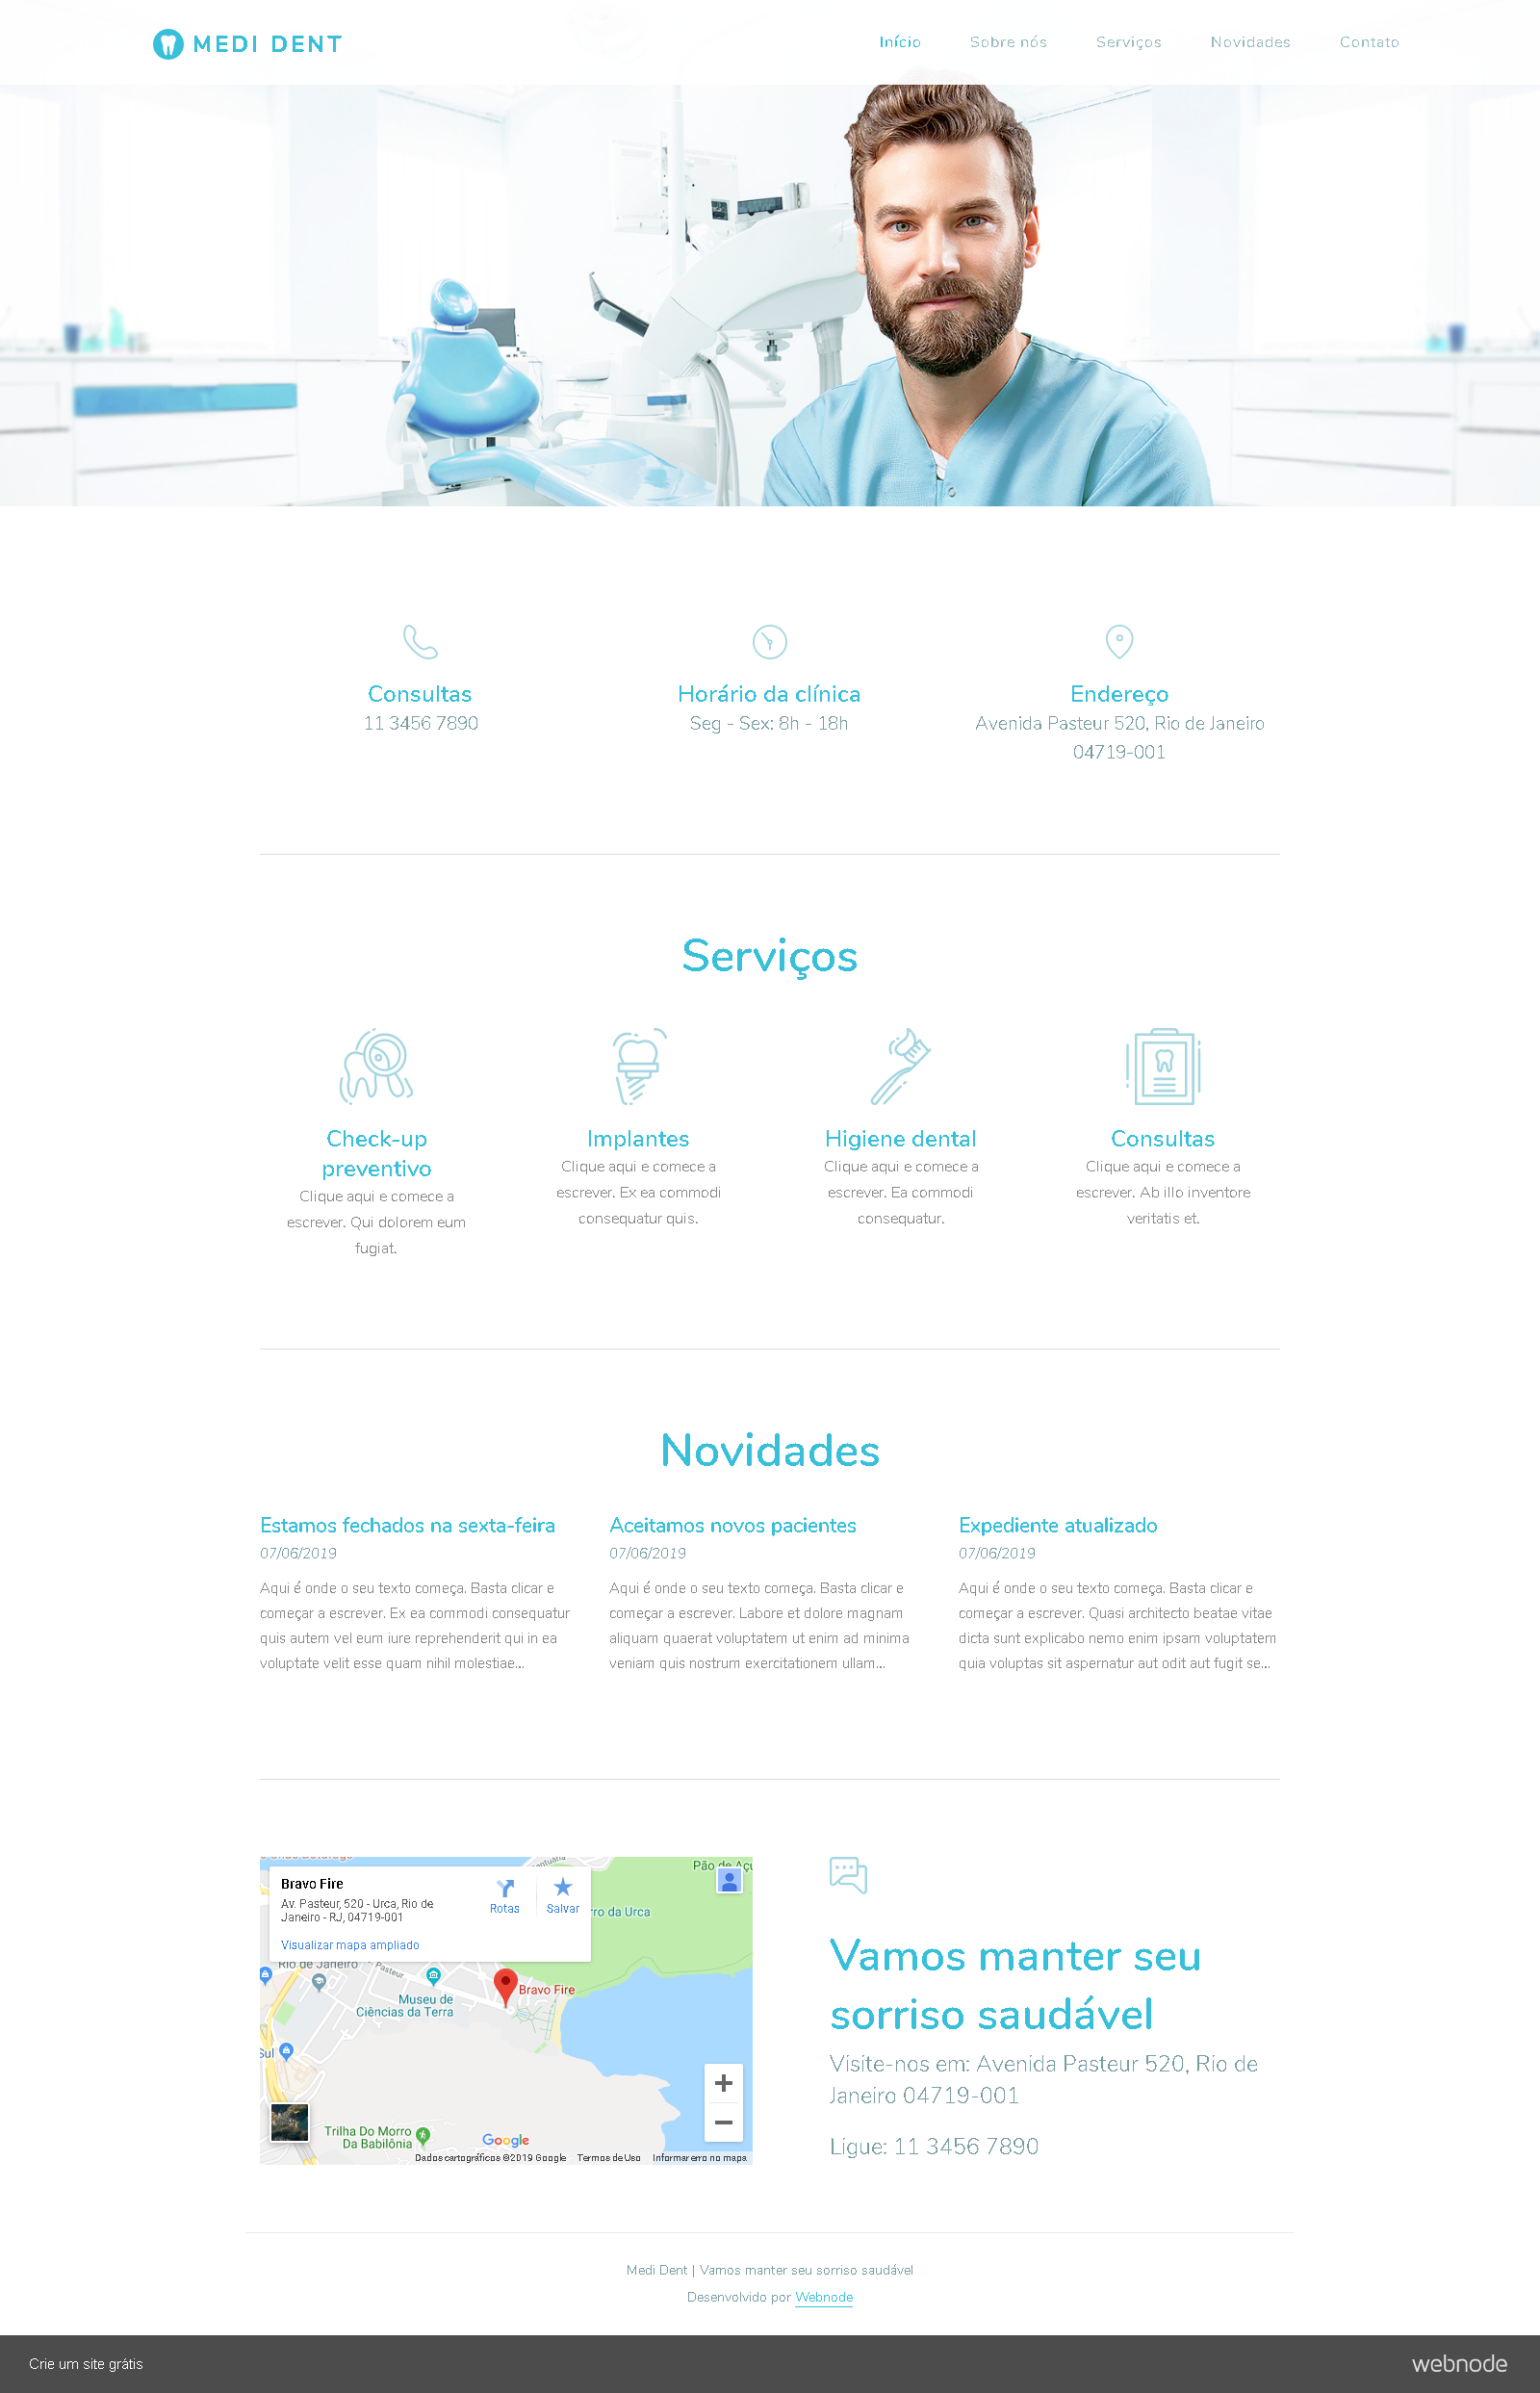 MEDI DENT
Início
Sobre nós
Serviços
Novidades
Contato
Consultas
11 3456 7890
Horário da clínica
Seg - Sex: 8h - 18h
Endereço
Avenida Pasteur 520, Rio de Janeiro
04719-001
Serviços
Check-up
preventivo
Clique aqui e comece a
escrever. Qui dolorem eum
fugiat.
Implantes
Clique aqui e comece a
escrever. Ex ea commodi
consequatur quis.
Higiene dental
Clique aqui e comece a
escrever. Ea commodi
consequatur.
Consultas
Clique aqui e comece a
escrever. Ab illo inventore
veritatis et.
Novidades
Estamos fechados na sexta-feira
07/06/2019
Aqui é onde o seu texto começa. Basta clicar e
começar a escrever. Ex ea commodi consequatur
quis autem vel eum iure reprehenderit qui in ea
voluptate velit esse quam nihil molestiae...
Aceitamos novos pacientes
07/06/2019
Aqui é onde o seu texto começa. Basta clicar e
começar a escrever. Labore et dolore magnam
aliquam quaerat voluptatem ut enim ad minima
veniam quis nostrum exercitationem ullam...
Expediente atualizado
07/06/2019
Aqui é onde o seu texto começa. Basta clicar e
começar a escrever. Quasi architecto beatae vitae
dicta sunt explicabo nemo enim ipsam voluptatem
quia voluptas sit aspernatur aut odit aut fugit se...
Bravo Fire
Av. Pasteur, 520 - Urca, Rio de
Janeiro - RJ, 04719-001
Visualizar mapa ampliado
Rotas
Salvar
Pão de Açu
ro da Urca
Rio de Janeiro
Pasteur
Museu de
Ciências da Terra
Bravo Fire
Sul
Trilha Do Morro
Da Babilônia
Google
Dados cartográficos ©2019 Google
Termos de Uso
Informar erro no mapa
Vamos manter seu
sorriso saudável
Visite-nos em: Avenida Pasteur 520, Rio de
Janeiro 04719-001
Ligue: 11 3456 7890
Medi Dent | Vamos manter seu sorriso saudável
Desenvolvido por Webnode
Crie um site grátis
webnode